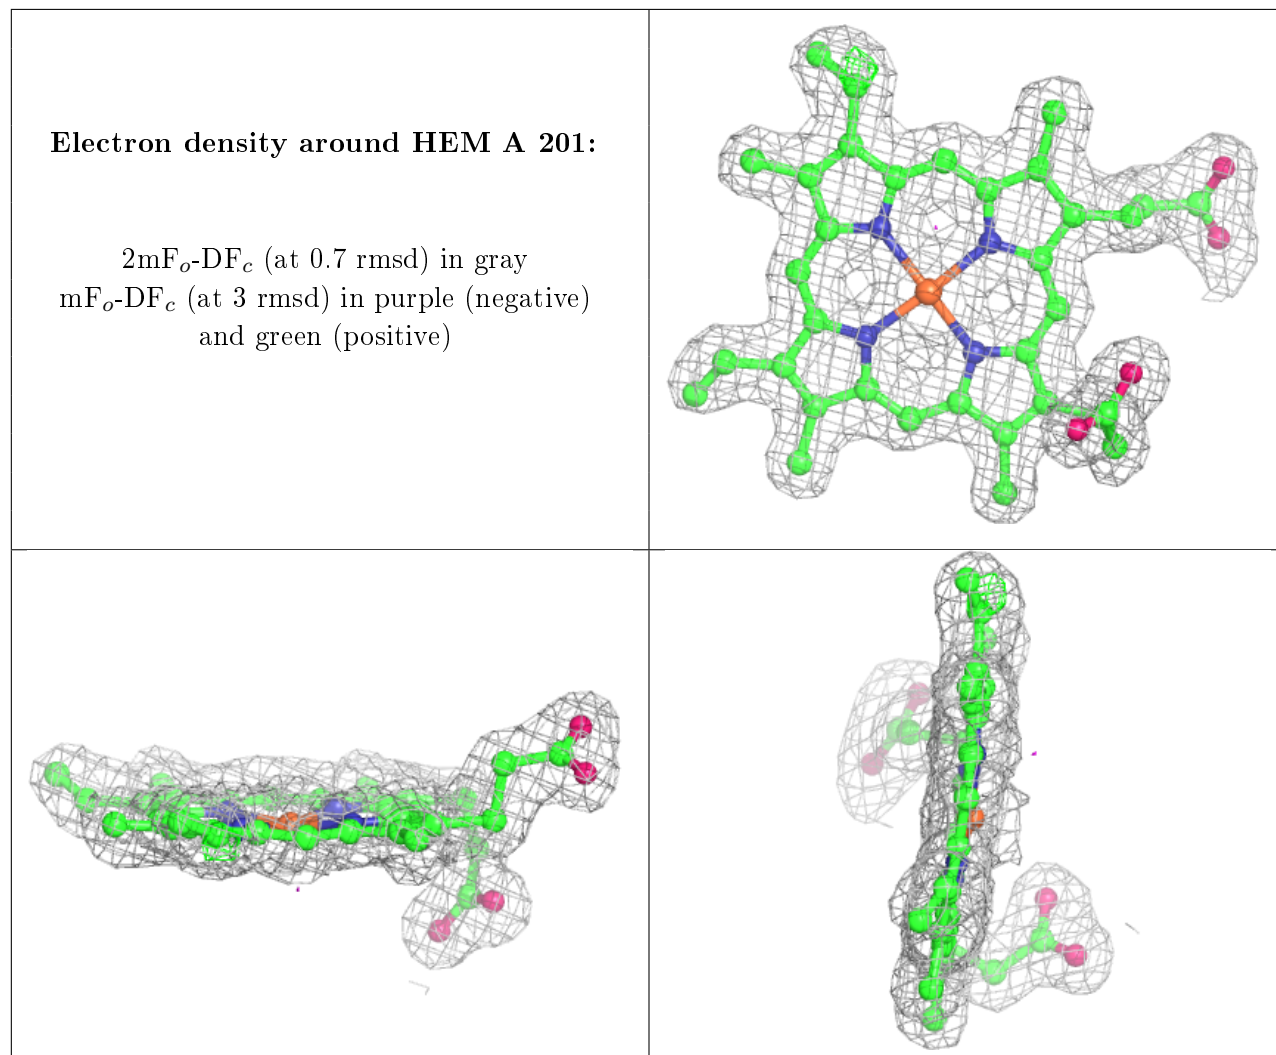 Electron density around HEM A 201:
2mFₒ-DF𝒸 (at 0.7 rmsd) in gray
mFₒ-DF𝒸 (at 3 rmsd) in purple (negative)
and green (positive)